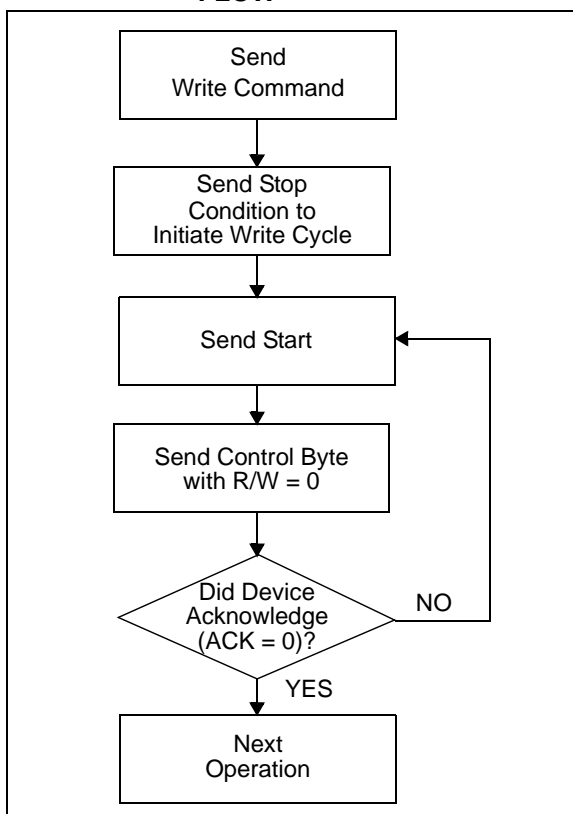 FLOW
Send
Write Command
Send Stop
Condition to
Initiate Write Cycle
Send Start
Send Control Byte
with R/W = 0
Did Device
Acknowledge
(ACK = 0)?
NO
YES
Next
Operation